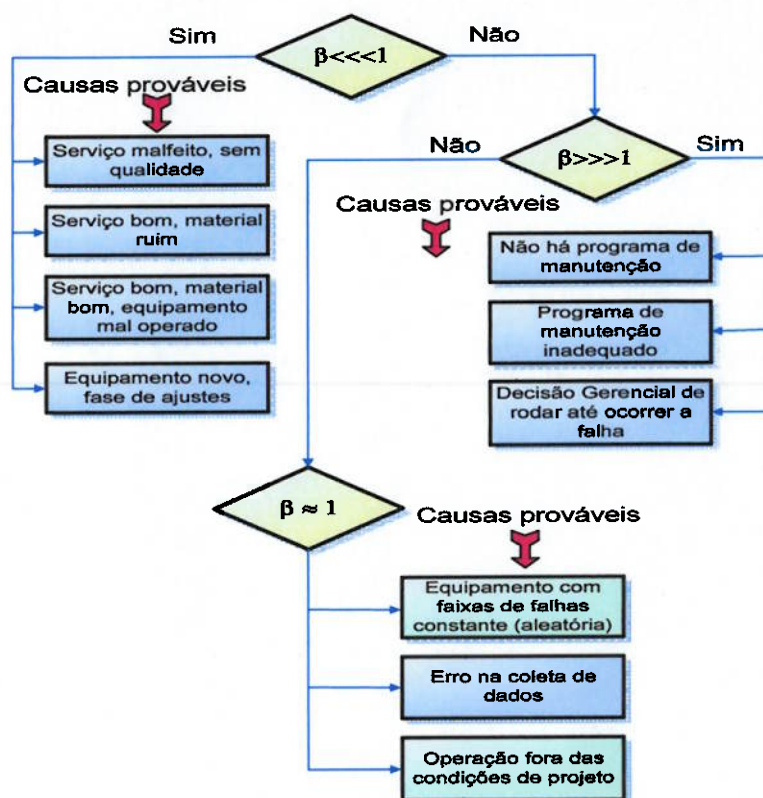 Sim
β<<<1
Não
Causas prováveis
Serviço malfeito, sem
qualidade
Serviço bom, material
ruim
Serviço bom, material
bom, equipamento
mal operado
Equipamento novo,
fase de ajustes
Não
β>>>1
Sim
Causas prováveis
Não há programa de
manutenção
Programa de
manutenção
inadequado
Decisão Gerencial de
rodar até ocorrer a
falha
β ≈ 1
Causas prováveis
Equipamento com
faixas de falhas
constante (aleatória)
Erro na coleta de
dados
Operação fora das
condições de projeto